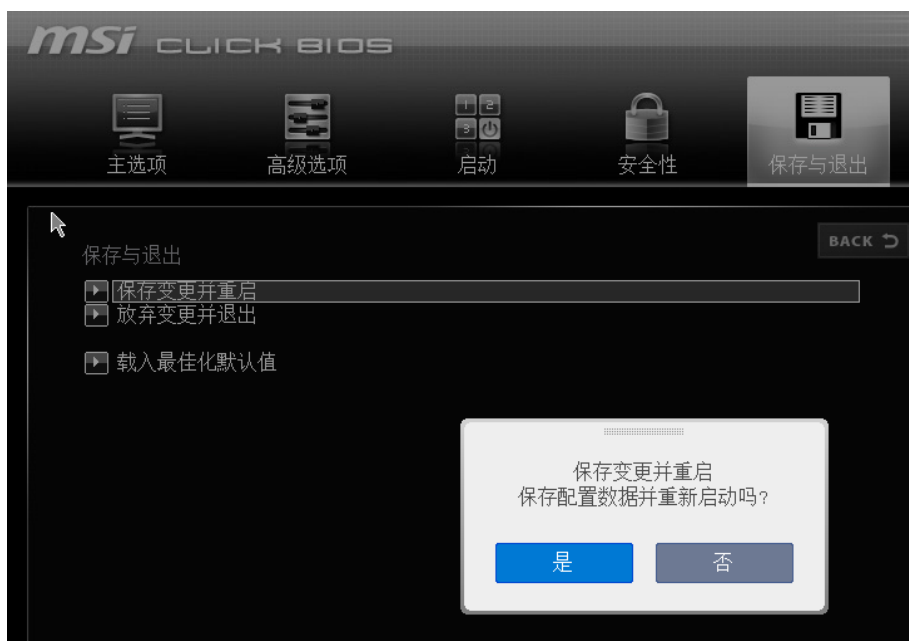 msi CLICK BIOS
1 2
3
主选项
高级选项
启动
安全性
保存与退出
BACK
保存与退出
保存变更并重启
放弃变更并退出
载入最佳化默认值
保存变更并重启
保存配置数据并重新启动吗?
是
否